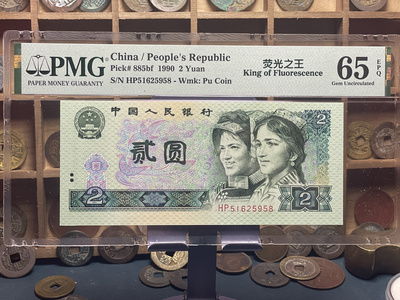 PMG
PAPER MONEY GUARANTY
China / People's Republic
Pick# 885bf 1990 2 Yuan
S/N HP51625958 - Wmk: Pu Coin
荧光之王
King of Fluorescence
65 EPQ
Gem Uncirculated
中国人民银行
2
贰圆
2
2
HP51625958